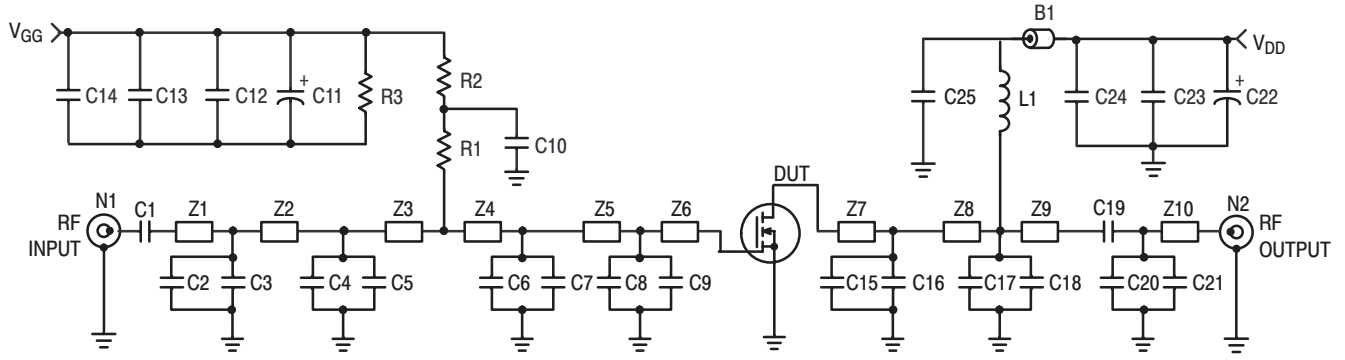 B1
VGG
VDD
+
C14
C13
C12
C11
R3
R2
C25
L1
C24
C23
+
C22
R1
C10
DUT
N1
RF
INPUT
C1
Z1
Z2
Z3
Z4
Z5
Z6
Z7
Z8
Z9
C19
Z10
N2
RF
OUTPUT
C2
C3
C4
C5
C6
C7
C8
C9
C15
C16
C17
C18
C20
C21